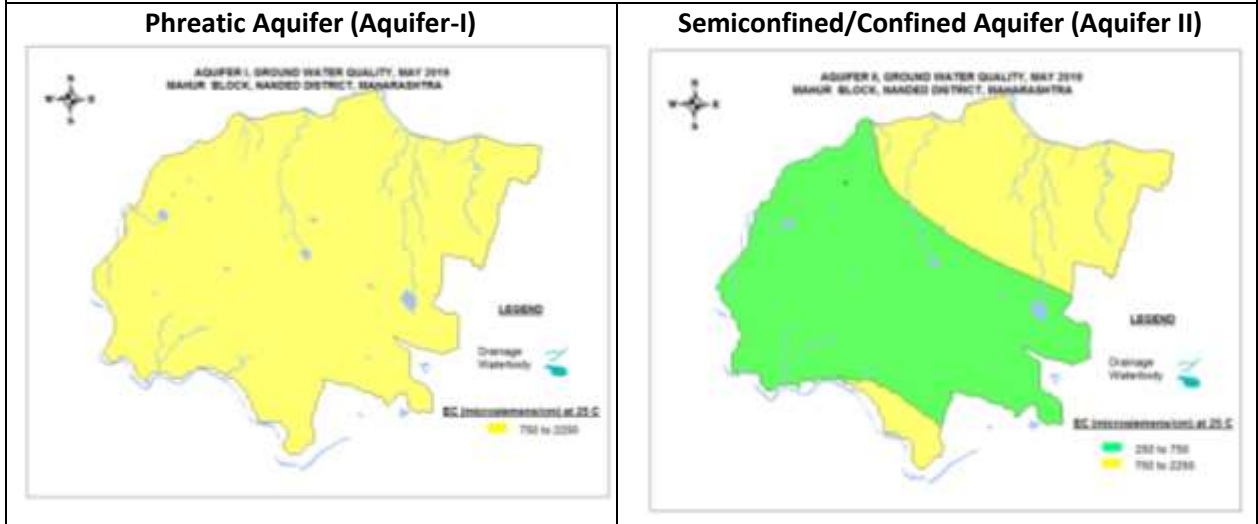 Phreatic Aquifer (Aquifer-I)
AQUIFER I, GROUND WATER QUALITY, MAY 2019
MAHUR BLOCK, NANDED DISTRICT, MAHARASHTRA
N
W E
S
LEGEND
Drainage
Waterbody
EC (microsiemens/cm) at 25 C
750 to 2250
Semiconfined/Confined Aquifer (Aquifer II)
AQUIFER II, GROUND WATER QUALITY, MAY 2019
MAHUR BLOCK, NANDED DISTRICT, MAHARASHTRA
N
W E
S
LEGEND
Drainage
Waterbody
EC (microsiemens/cm) at 25 C
250 to 750
750 to 2250